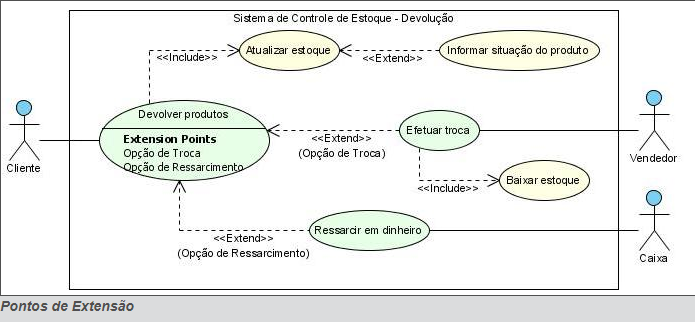 Sistema de Controle de Estoque - Devolução
Atualizar estoque
Informar situação do produto
<<Include>>
<<Extend>>
Devolver produtos
Extension Points
Opção de Troca
Opção de Ressarcimento
<<Extend>>
(Opção de Troca)
Efetuar troca
Cliente
Vendedor
<<Include>>
Baixar estoque
<<Extend>>
(Opção de Ressarcimento)
Ressarcir em dinheiro
Caixa
Pontos de Extensão